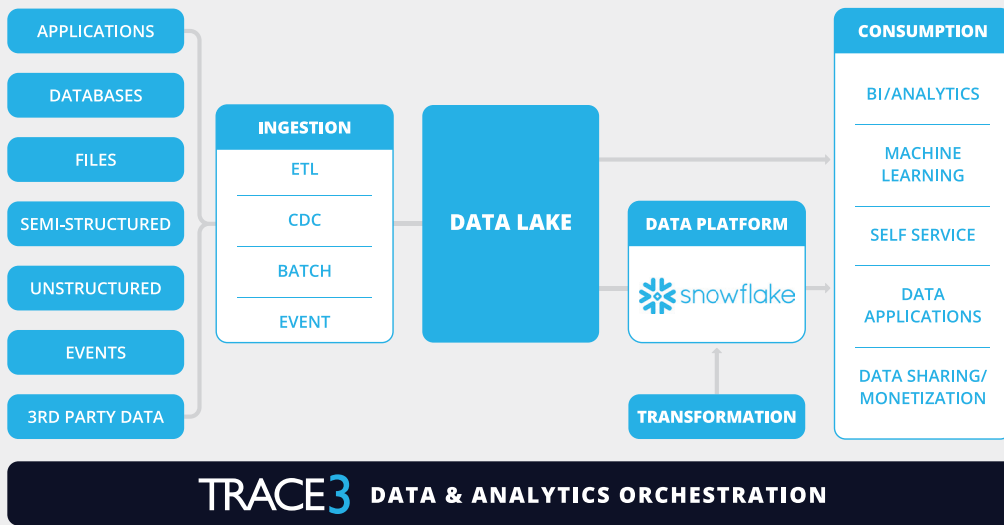 APPLICATIONS
DATABASES
FILES
SEMI-STRUCTURED
UNSTRUCTURED
EVENTS
3RD PARTY DATA
INGESTION
ETL
CDC
BATCH
EVENT
DATA LAKE
DATA PLATFORM
snowflake
TRANSFORMATION
CONSUMPTION
BI/ANALYTICS
MACHINE
LEARNING
SELF SERVICE
DATA
APPLICATIONS
DATA SHARING/
MONETIZATION
TRACE3 DATA & ANALYTICS ORCHESTRATION